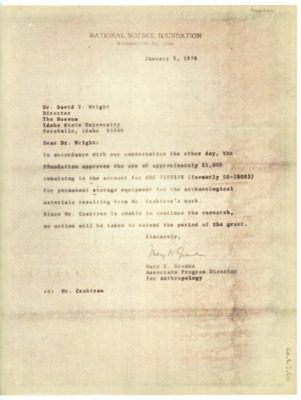 NATIONAL SCIENCE FOUNDATION
WASHINGTON, D.C. 20550
January 5, 1976
Dr. David T. Wright
Director
The Museum
Idaho State University
Pocatello, Idaho 83209
Dear Dr. Wright:
In accordance with our conversation the other day, the
Foundation approves the use of approximately $1,800
remaining in the account for (formerly
for permanent storage equipment for the archaeological
materials resulting from Mr. Crabtree's work.
Since Mr. Crabtree is unable to continue the research,
no action will be taken to extend the period of the grant.
Sincerely,
Mary W. Greene
Associate Program Director
for Anthropology
cc: Mr. Crabtree